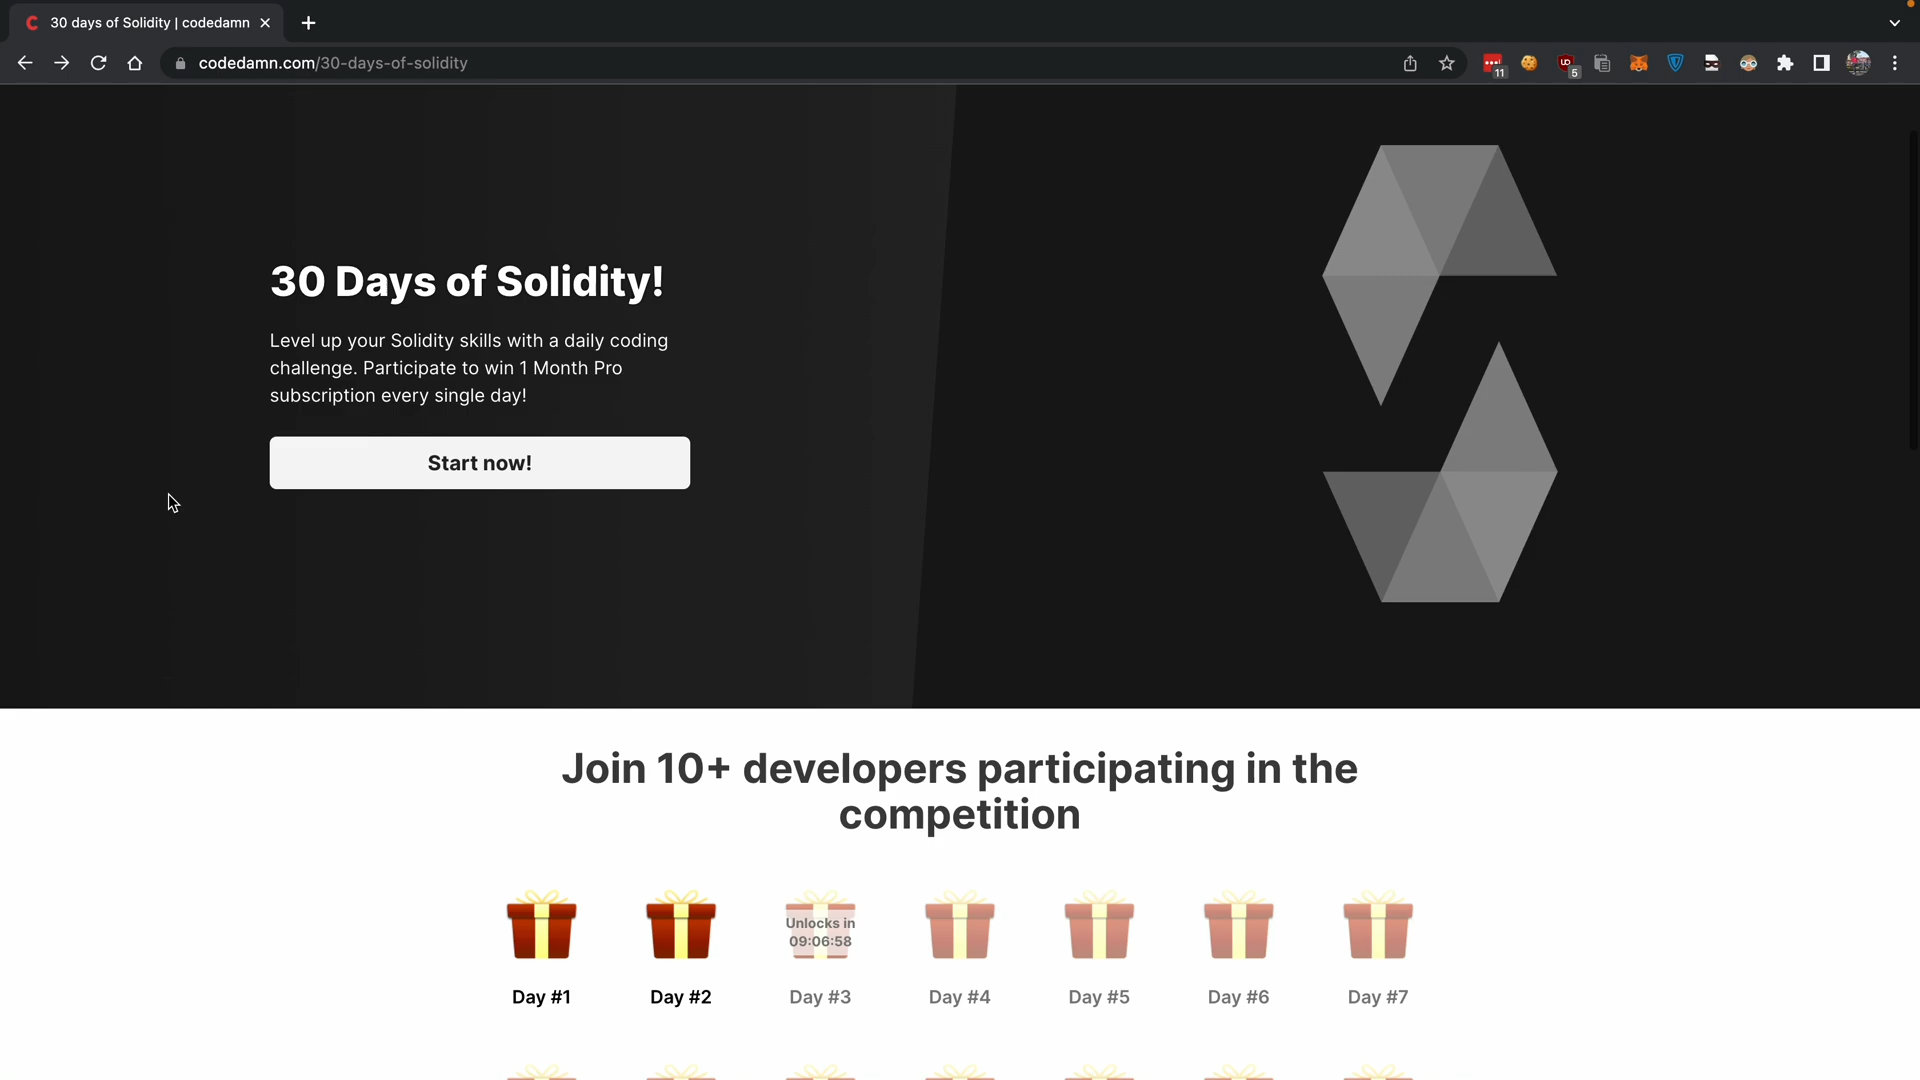 30 days of Solidity | codedamn
codedamn.com/30-days-of-solidity
11
UD
5
30 Days of Solidity!
Level up your Solidity skills with a daily coding
challenge. Participate to win 1 Month Pro
subscription every single day!
Start now!
Join 10+ developers participating in the
competition
Unlocks in
09:06:58
Day #1
Day #2
Day #3
Day #4
Day #5
Day #6
Day #7